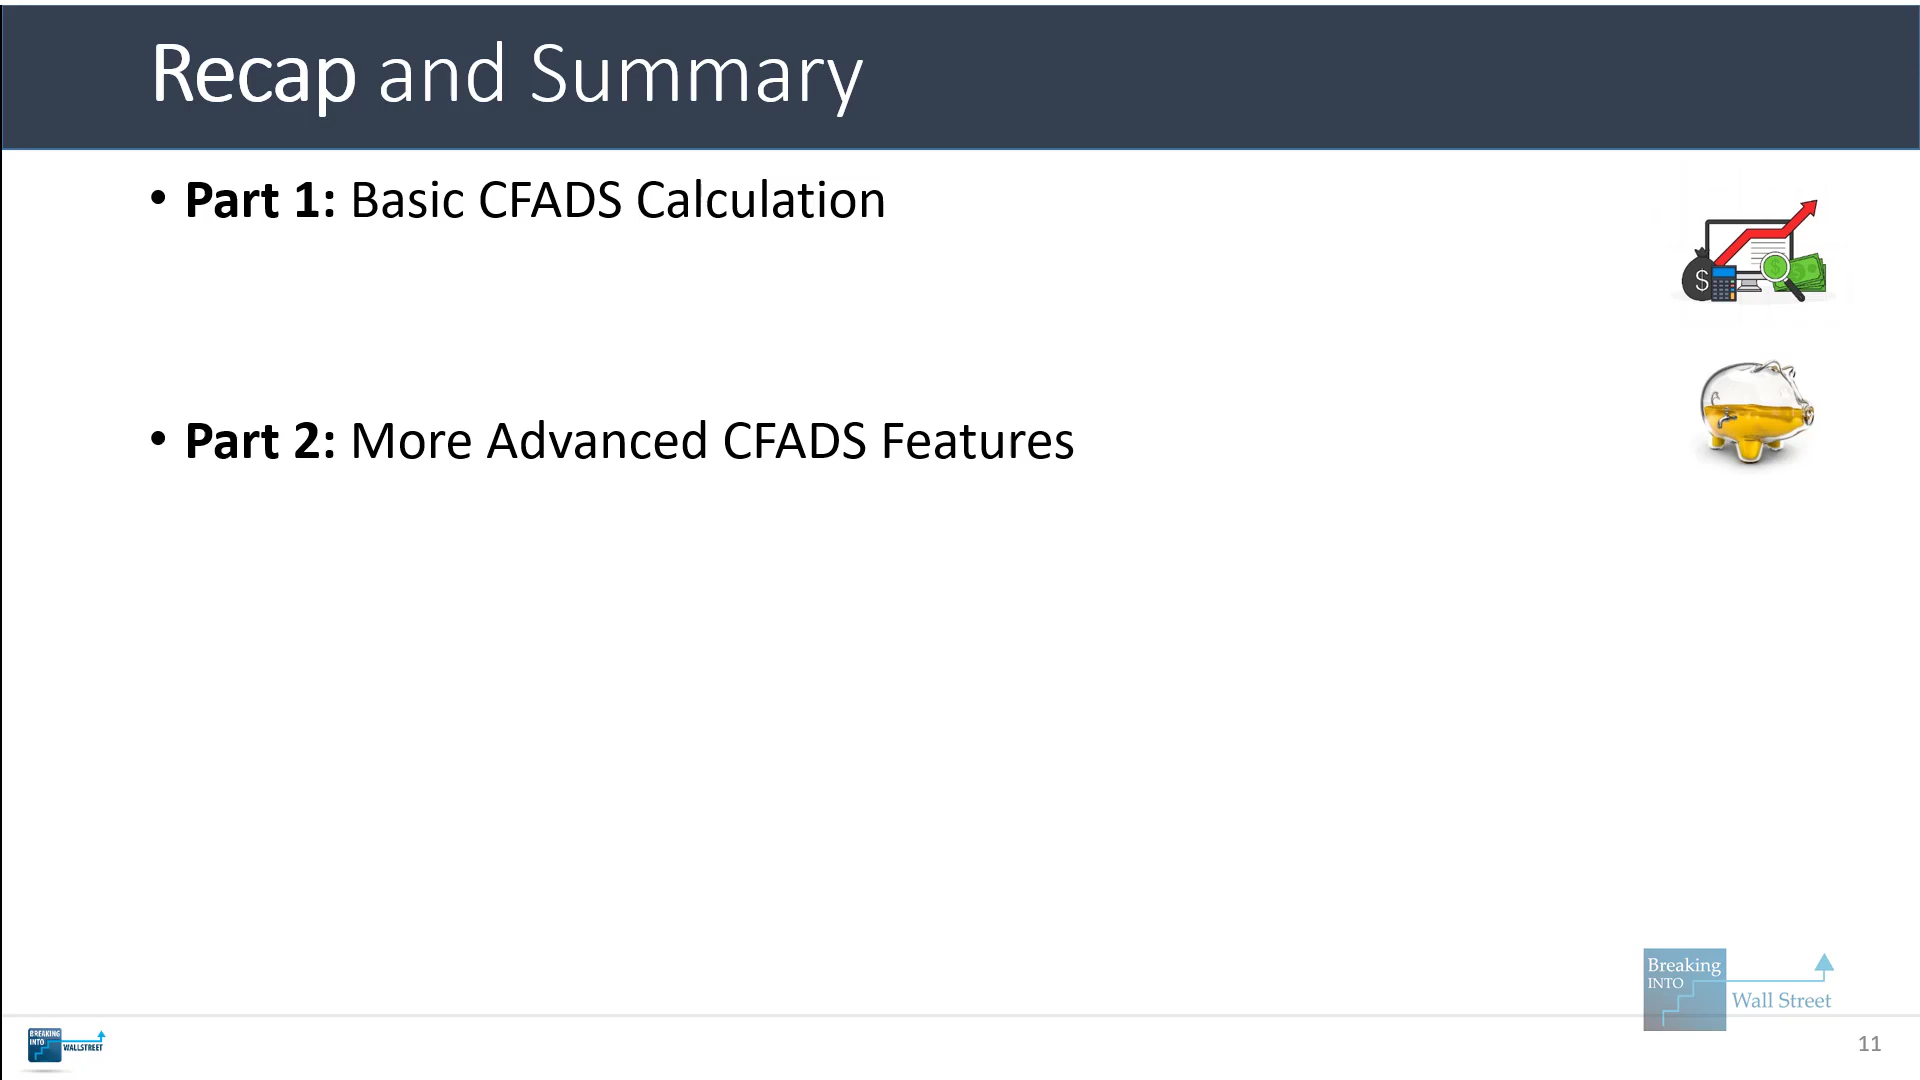 Recap and Summary
• Part 1: Basic CFADS Calculation
$
$
$
• Part 2: More Advanced CFADS Features
Breaking
INTO
Wall Street
BREAKING
INTO
WALLSTREET
11